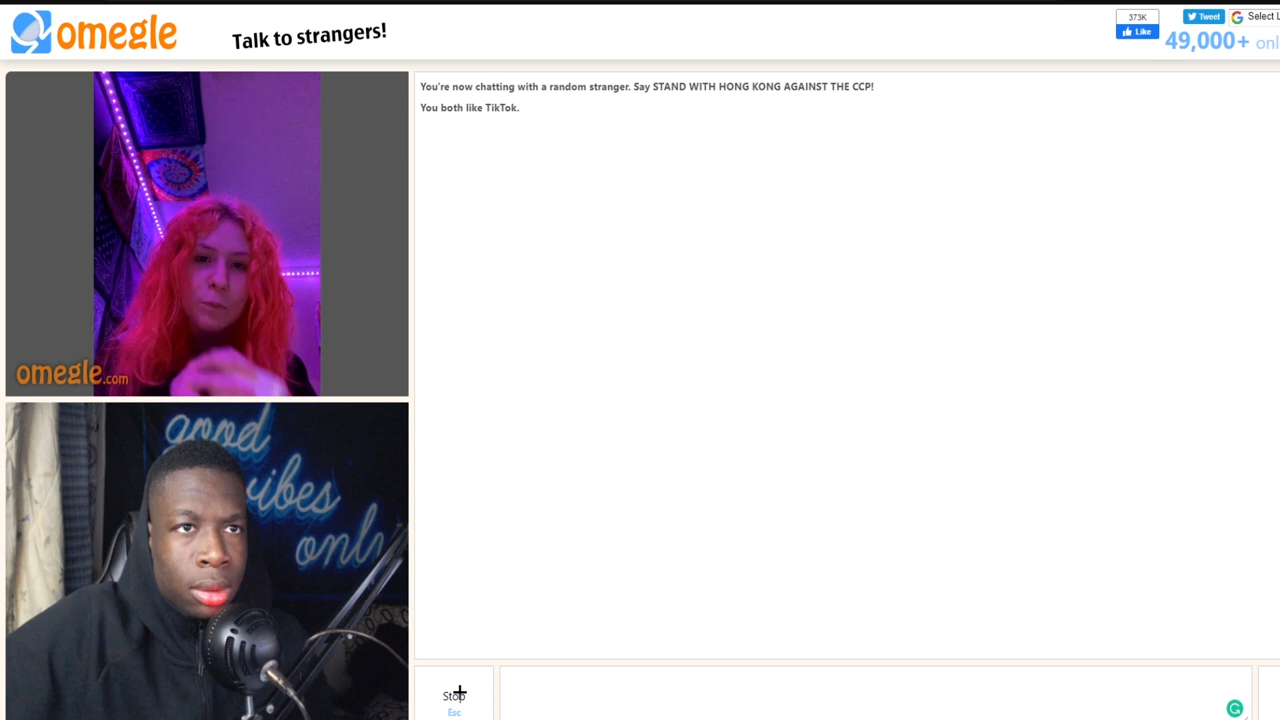 omegle
Talk to strangers!
373K
Like
Tweet
Select L
49,000+ onl
You're now chatting with a random stranger. Say STAND WITH HONG KONG AGAINST THE CCP!
You both like TikTok.
omegle.com
good
vibes
only
Stop
Esc